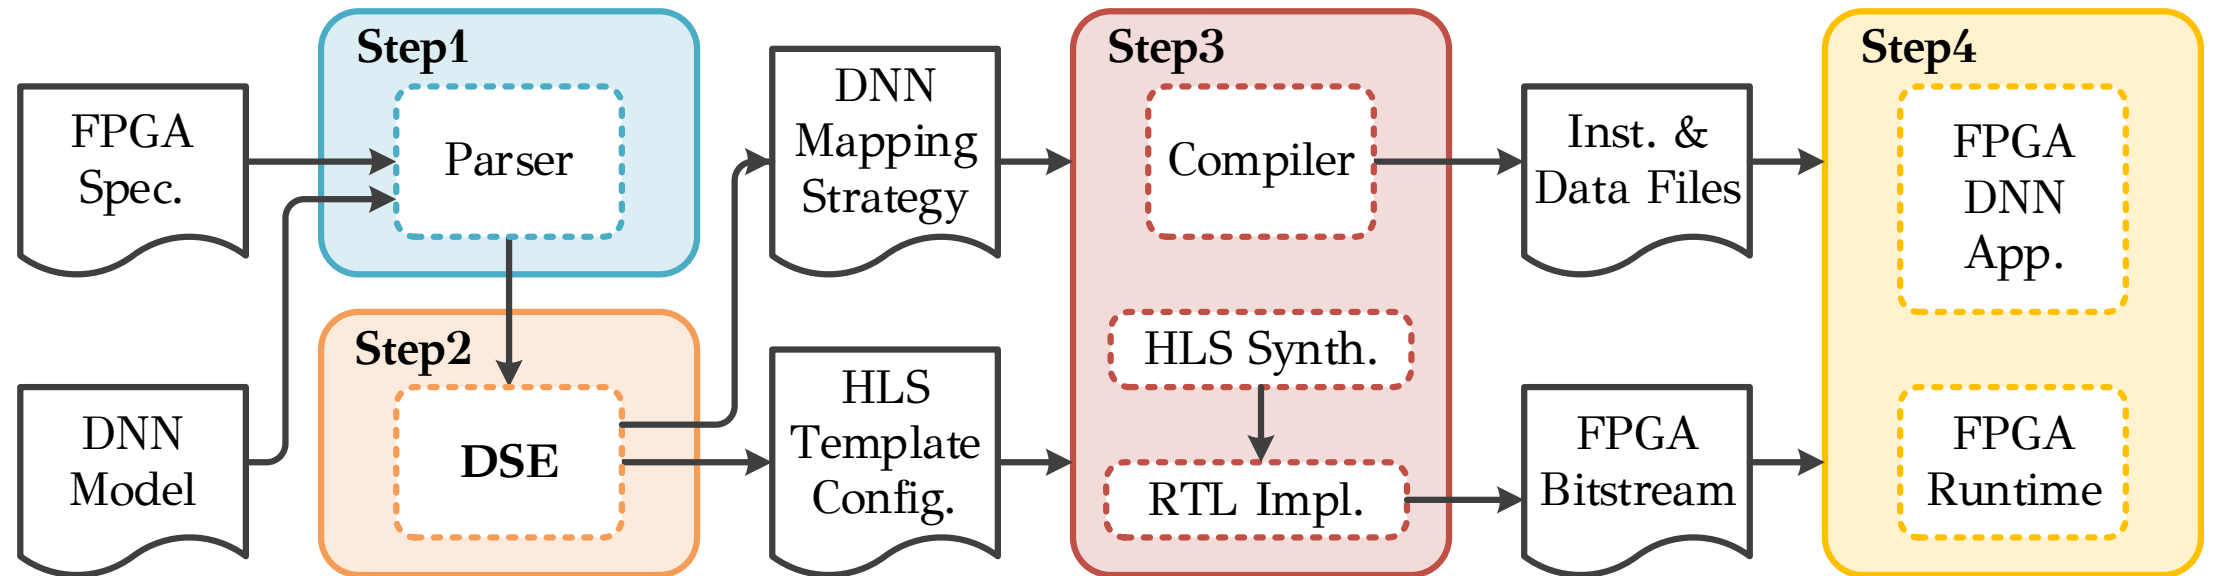 FPGA
Spec.
DNN
Model
Step1
Parser
Step2
DSE
DNN
Mapping
Strategy
HLS
Template
Config.
Step3
Compiler
HLS Synth.
RTL Impl.
Inst. &
Data Files
FPGA
Bitstream
Step4
FPGA
DNN
App.
FPGA
Runtime